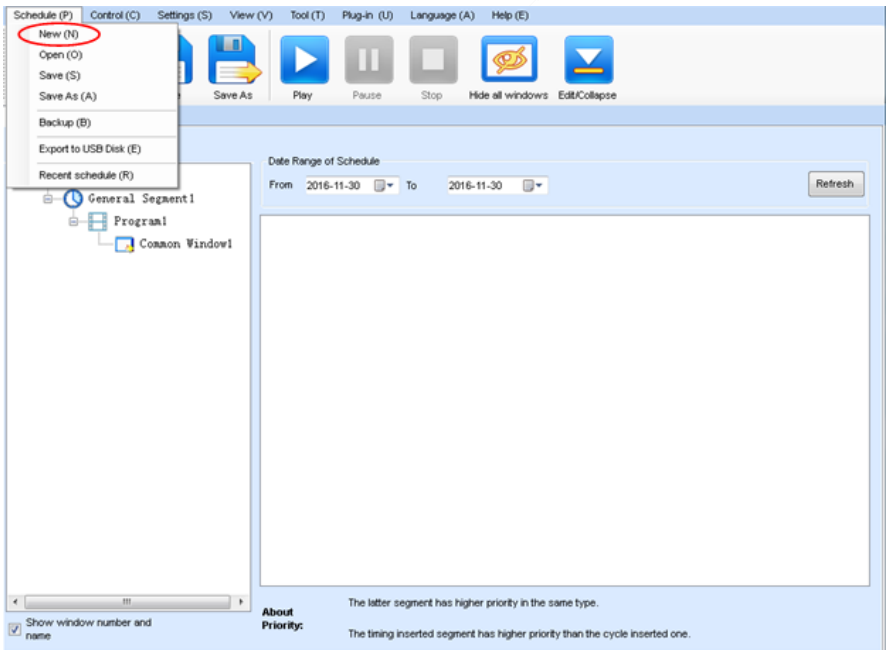 Schedule (P) Control (C) Settings (S) View (V) Tool (T) Plug-in (U) Language (A) Help (E)
New (N)
Open (O)
Save (S)
Save As (A)
Backup (B)
Export to USB Disk (E)
Recent schedule (R)
Save As Play Pause Stop Hide all windows Edit/Collapse
General Segment1
Program1
Common Window1
Date Range of Schedule
From 2016-11-30 To 2016-11-30 Refresh
Show window number and
name
About
Priority:
The latter segment has higher priority in the same type.
The timing inserted segment has higher priority than the cycle inserted one.